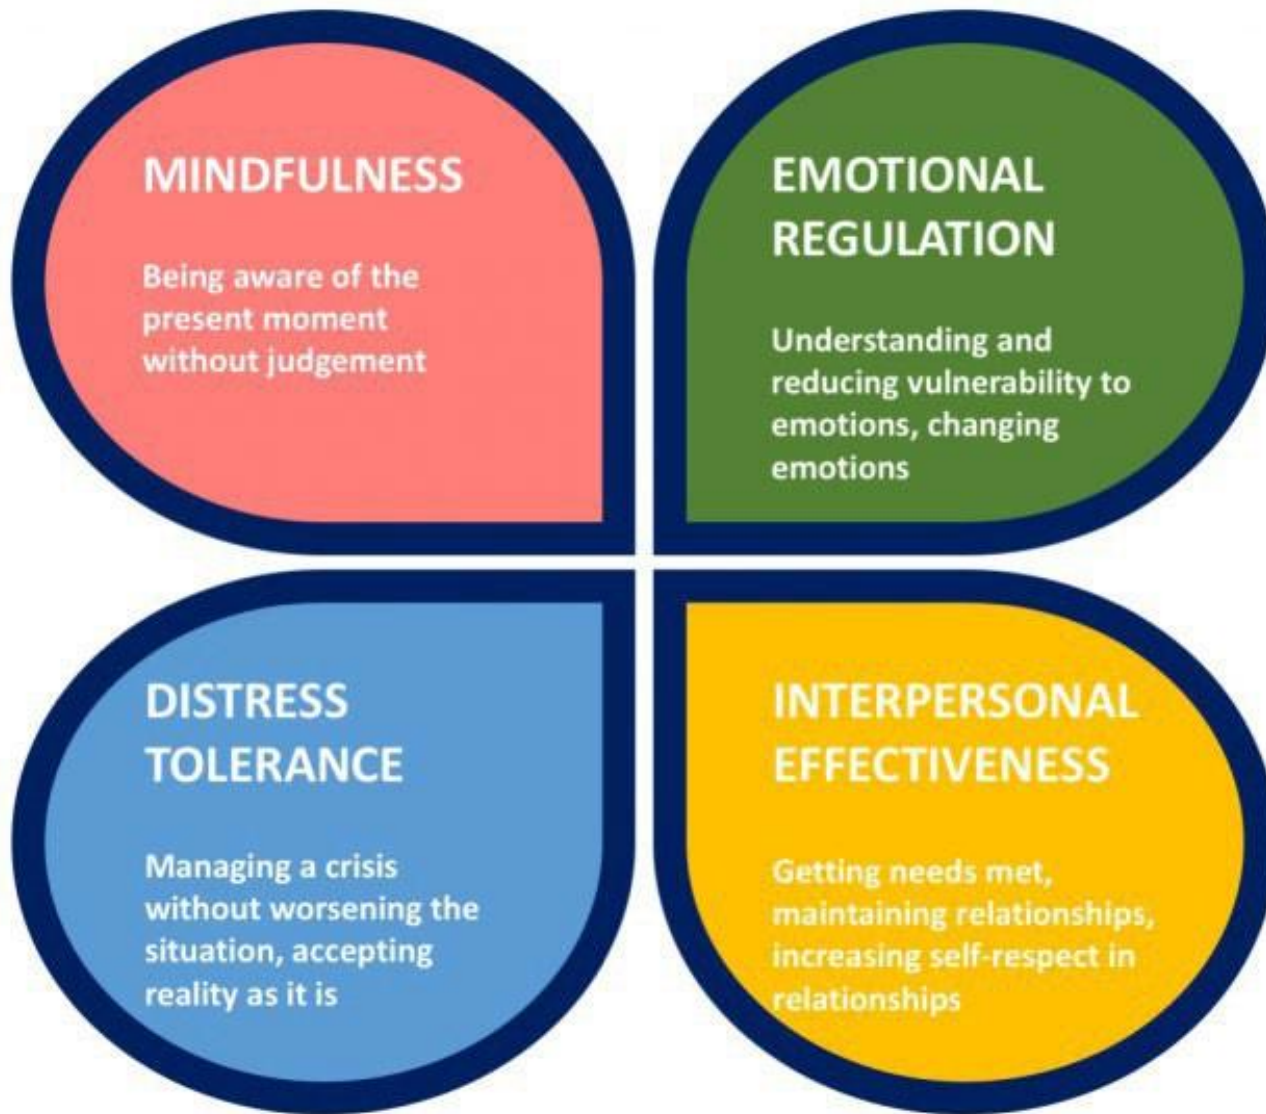 MINDFULNESS
Being aware of the
present moment
without judgement
EMOTIONAL
REGULATION
Understanding and
reducing vulnerability to
emotions, changing
emotions
DISTRESS
TOLERANCE
Managing a crisis
without worsening the
situation, accepting
reality as it is
INTERPERSONAL
EFFECTIVENESS
Getting needs met,
maintaining relationships,
increasing self-respect in
relationships